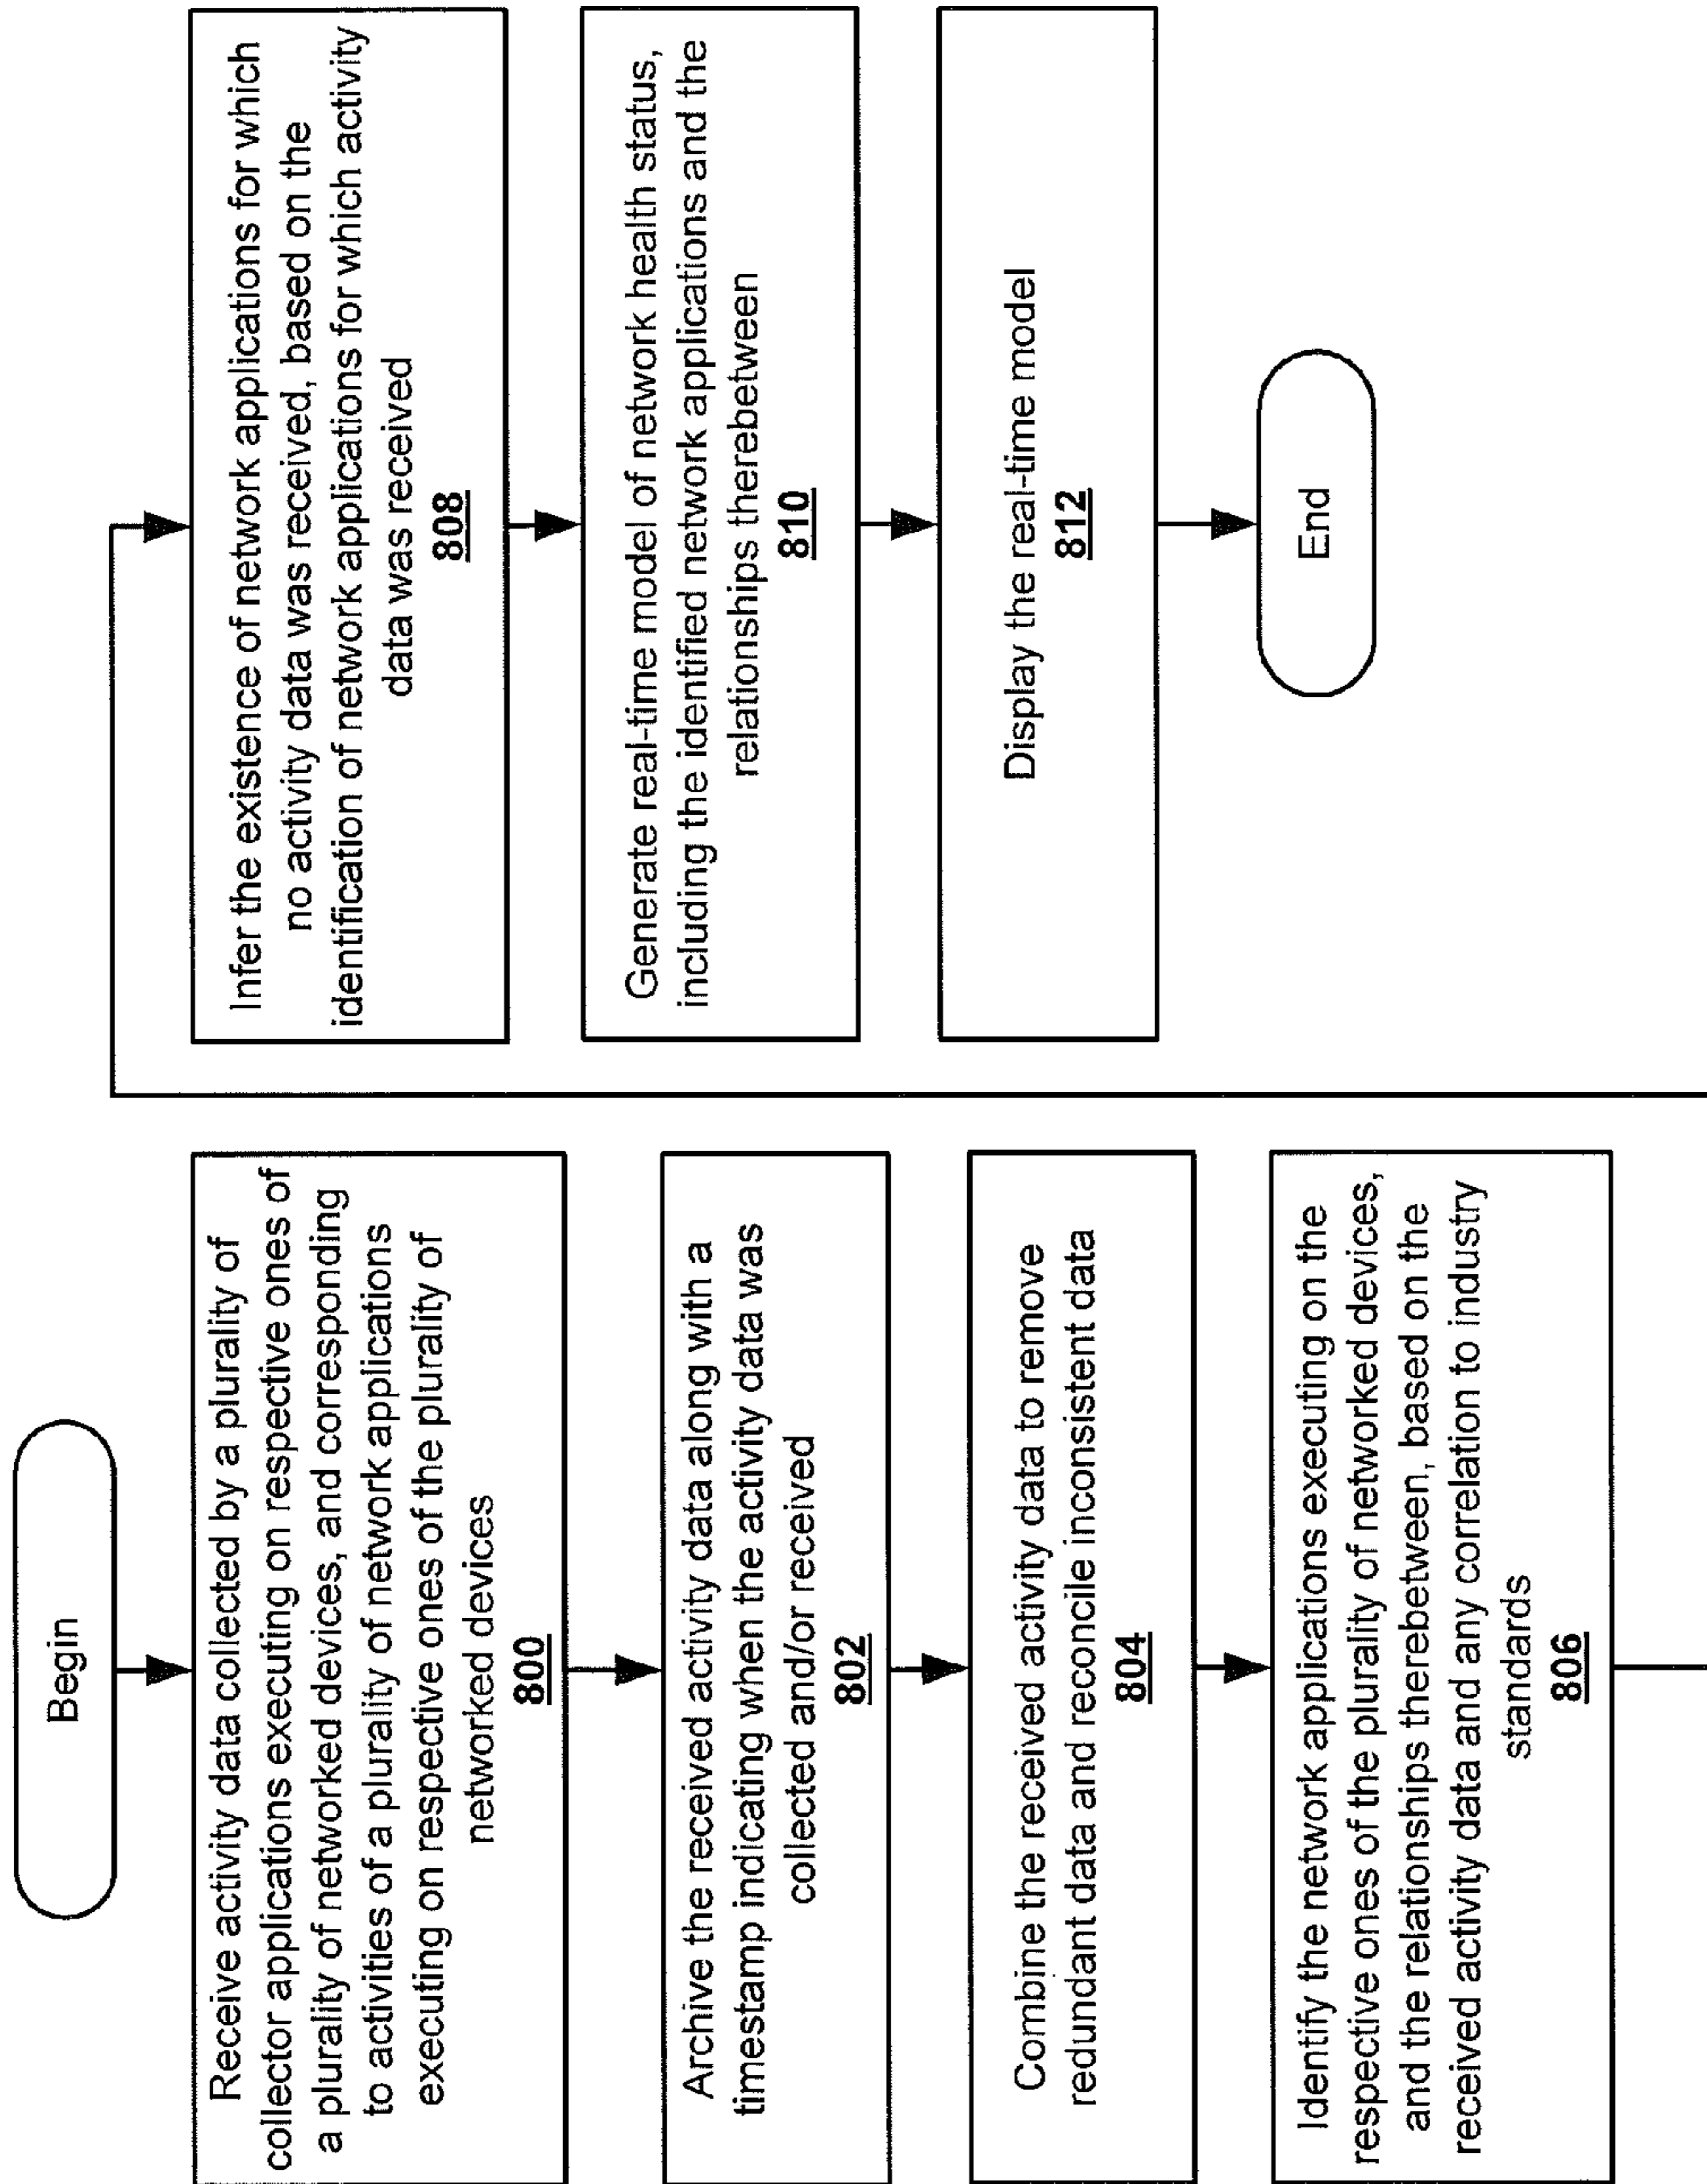 Begin
Receive activity data collected by a plurality of
collector applications executing on respective ones of
a plurality of networked devices, and corresponding
to activities of a plurality of network applications
executing on respective ones of the plurality of
networked devices
800
Archive the received activity data along with a
timestamp indicating when the activity data was
collected and/or received
802
Combine the received activity data to remove
redundant data and reconcile inconsistent data
804
Identify the network applications executing on the
respective ones of the plurality of networked devices,
and the relationships therebetween, based on the
received activity data and any correlation to industry
standards
806
Infer the existence of network applications for which
no activity data was received, based on the
identification of network applications for which activity
data was received
808
Generate real-time model of network health status,
including the identified network applications and the
relationships therebetween
810
Display the real-time model
812
End